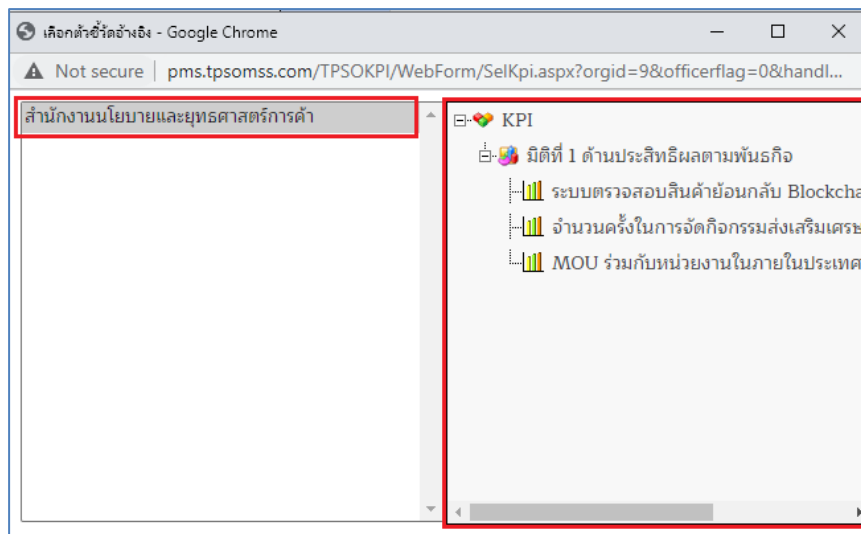 เลือกตัวชี้วัดอ้างอิง - Google Chrome
Not secure | pms.tpsomss.com/TPSOKPI/WebForm/SelKpi.aspx?orgid=9&officerflag=0&handl...
สำนักงานนโยบายและยุทธศาสตร์การค้า
KPI
มิติที่ 1 ด้านประสิทธิผลตามพันธกิจ
ระบบตรวจสอบสินค้าย้อนกลับ Blockcha
จำนวนครั้งในการจัดกิจกรรมส่งเสริมเศรษ
MOU ร่วมกับหน่วยงานในภายในประเทศ